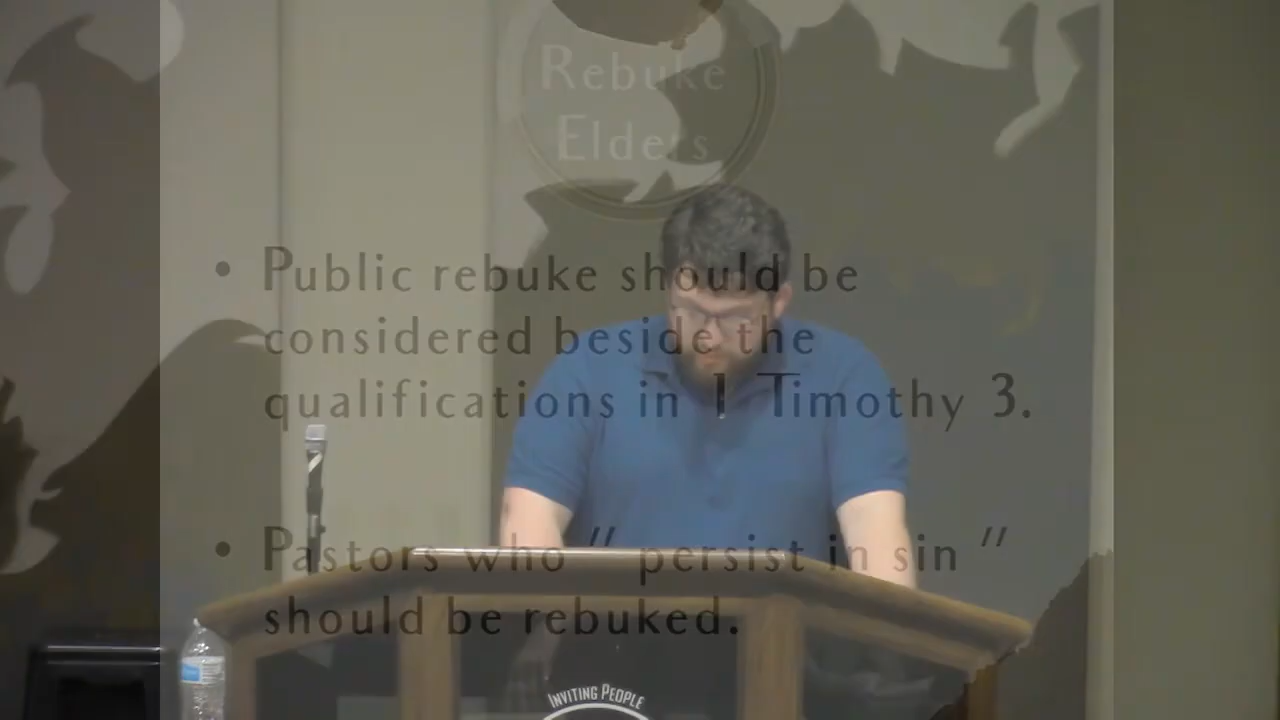 Rebuke
Elders
• Public rebuke should be
considered beside the
qualifications in 1 Timothy 3.
• Pastors who " persist in sin "
should be rebuked.
INVITING PEOPLE